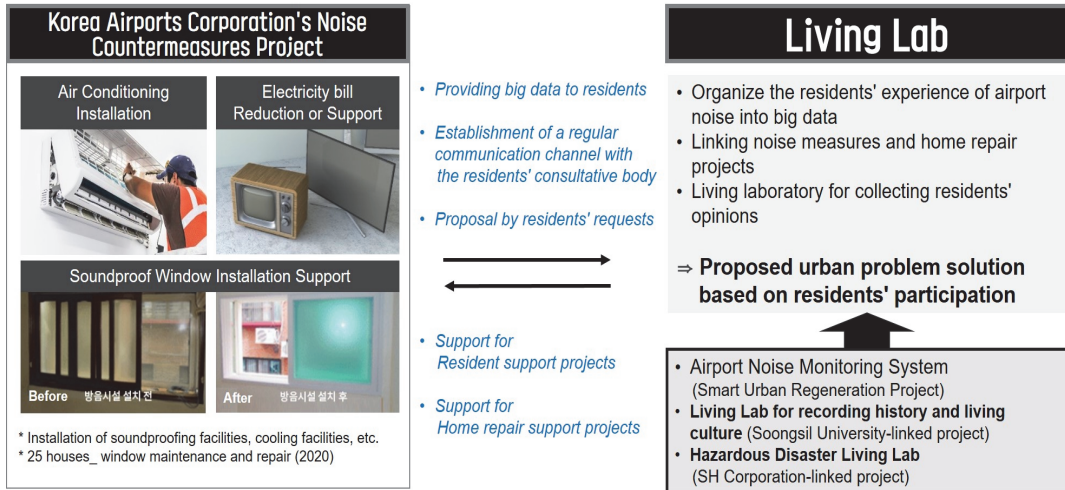 Korea Airports Corporation's Noise
Countermeasures Project
Air Conditioning
Installation
Electricity bill
Reduction or Support
Soundproof Window Installation Support
Before 방음시설 설치 전
After 방음시설 설치 후
* Installation of soundproofing facilities, cooling facilities, etc.
* 25 houses_ window maintenance and repair (2020)
• Providing big data to residents
• Establishment of a regular
communication channel with
the residents' consultative body
• Proposal by residents' requests
• Support for
Resident support projects
• Support for
Home repair support projects
Living Lab
• Organize the residents' experience of airport
noise into big data
• Linking noise measures and home repair
projects
• Living laboratory for collecting residents'
opinions
⇒ Proposed urban problem solution
based on residents' participation
• Airport Noise Monitoring System
(Smart Urban Regeneration Project)
• Living Lab for recording history and living
culture (Soongsil University-linked project)
• Hazardous Disaster Living Lab
(SH Corporation-linked project)